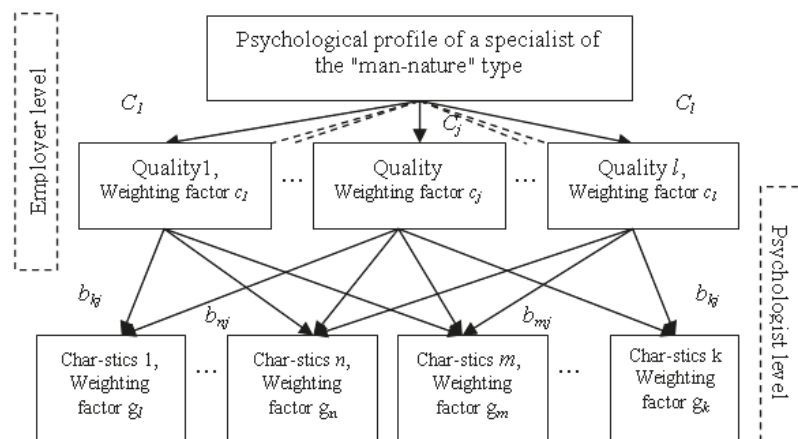 Psychological profile of a specialist of
the "man-nature" type
Employer level
C1
Cj
Cl
Quality1,
Weighting factor c1
...
Quality
Weighting factor cj
...
Quality l,
Weighting factor cl
Psychologist level
bkj
bnj
bmj
bkj
Char-stics 1,
Weighting
factor gl
...
Char-stics n,
Weighting
factor gn
Char-stics m,
Weighting
factor gm
...
Char-stics k
Weighting
factor gk